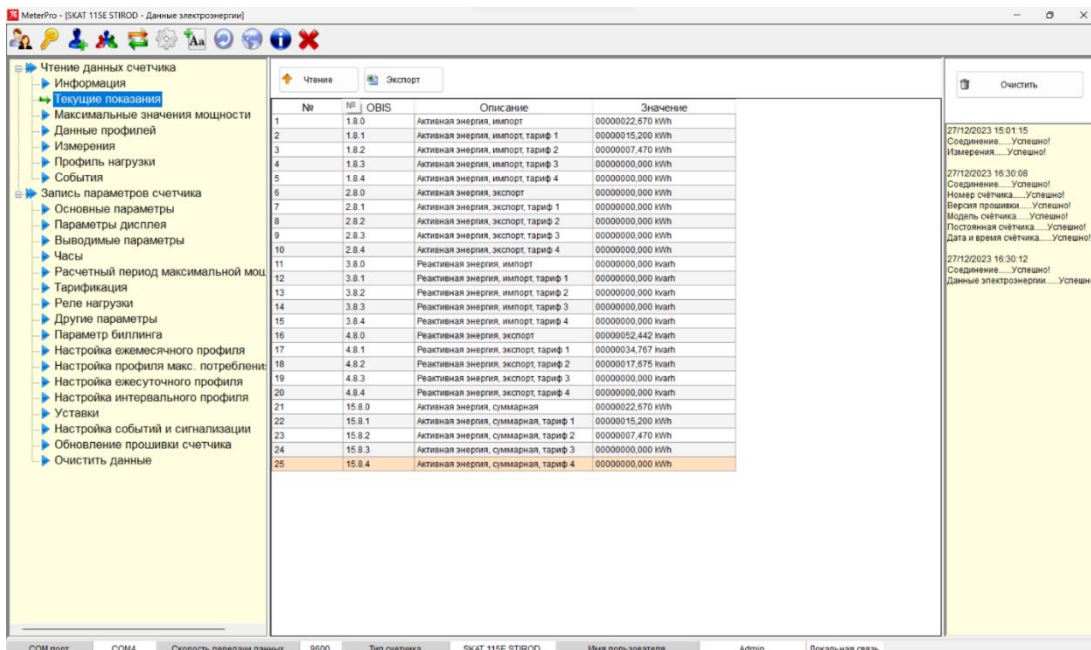 MeterPro - [SKAT 115E STIROD - Данные электроэнергии]
Чтение данных счетчика
Информация
Текущие показания
Максимальные значения мощности
Данные профилей
Измерения
Профиль нагрузки
События
Запись параметров счетчика
Основные параметры
Параметры дисплея
Выводимые параметры
Часы
Расчетный период максимальной мощ
Тарификация
Реле нагрузки
Другие параметры
Параметр биллинга
Настройка ежемесячного профиля
Настройка профиля макс. потреблени
Настройка ежесуточного профиля
Настройка интервального профиля
Уставки
Настройка событий и сигнализации
Обновление прошивки счетчика
Очистить данные
Чтение Экспорт
№ № OBIS Описание Значение
1 1.8.0 Активная энергия, импорт 00000022,670 kWh
2 1.8.1 Активная энергия, импорт, тариф 1 00000015,200 kWh
3 1.8.2 Активная энергия, импорт, тариф 2 00000007,470 kWh
4 1.8.3 Активная энергия, импорт, тариф 3 00000000,000 kWh
5 1.8.4 Активная энергия, импорт, тариф 4 00000000,000 kWh
6 2.8.0 Активная энергия, экспорт 00000000,000 kWh
7 2.8.1 Активная энергия, экспорт, тариф 1 00000000,000 kWh
8 2.8.2 Активная энергия, экспорт, тариф 2 00000000,000 kWh
9 2.8.3 Активная энергия, экспорт, тариф 3 00000000,000 kWh
10 2.8.4 Активная энергия, экспорт, тариф 4 00000000,000 kWh
11 3.8.0 Реактивная энергия, импорт 00000000,000 kvarh
12 3.8.1 Реактивная энергия, импорт, тариф 1 00000000,000 kvarh
13 3.8.2 Реактивная энергия, импорт, тариф 2 00000000,000 kvarh
14 3.8.3 Реактивная энергия, импорт, тариф 3 00000000,000 kvarh
15 3.8.4 Реактивная энергия, импорт, тариф 4 00000000,000 kvarh
16 4.8.0 Реактивная энергия, экспорт 00000052,442 kvarh
17 4.8.1 Реактивная энергия, экспорт, тариф 1 00000034,767 kvarh
18 4.8.2 Реактивная энергия, экспорт, тариф 2 00000017,675 kvarh
19 4.8.3 Реактивная энергия, экспорт, тариф 3 00000000,000 kvarh
20 4.8.4 Реактивная энергия, экспорт, тариф 4 00000000,000 kvarh
21 15.8.0 Активная энергия, суммарная 00000022,670 kWh
22 15.8.1 Активная энергия, суммарная, тариф 1 00000015,200 kWh
23 15.8.2 Активная энергия, суммарная, тариф 2 00000007,470 kWh
24 15.8.3 Активная энергия, суммарная, тариф 3 00000000,000 kWh
25 15.8.4 Активная энергия, суммарная, тариф 4 00000000,000 kWh
Очистить
27/12/2023 15:01:15
Соединение......Успешно!
Измерения......Успешно!
27/12/2023 16:30:08
Соединение......Успешно!
Номер счётчика......Успешно!
Версия прошивки......Успешно!
Модель счётчика......Успешно!
Постоянная счётчика......Успешно!
Дата и время счётчика......Успешно!
27/12/2023 16:30:12
Соединение......Успешно!
Данные электроэнергии......Успешн
COM порт COM4 Скорость передачи данных 9600 Тип счетчика SKAT 115E STIROD Имя пользователя Admin Локальная связь